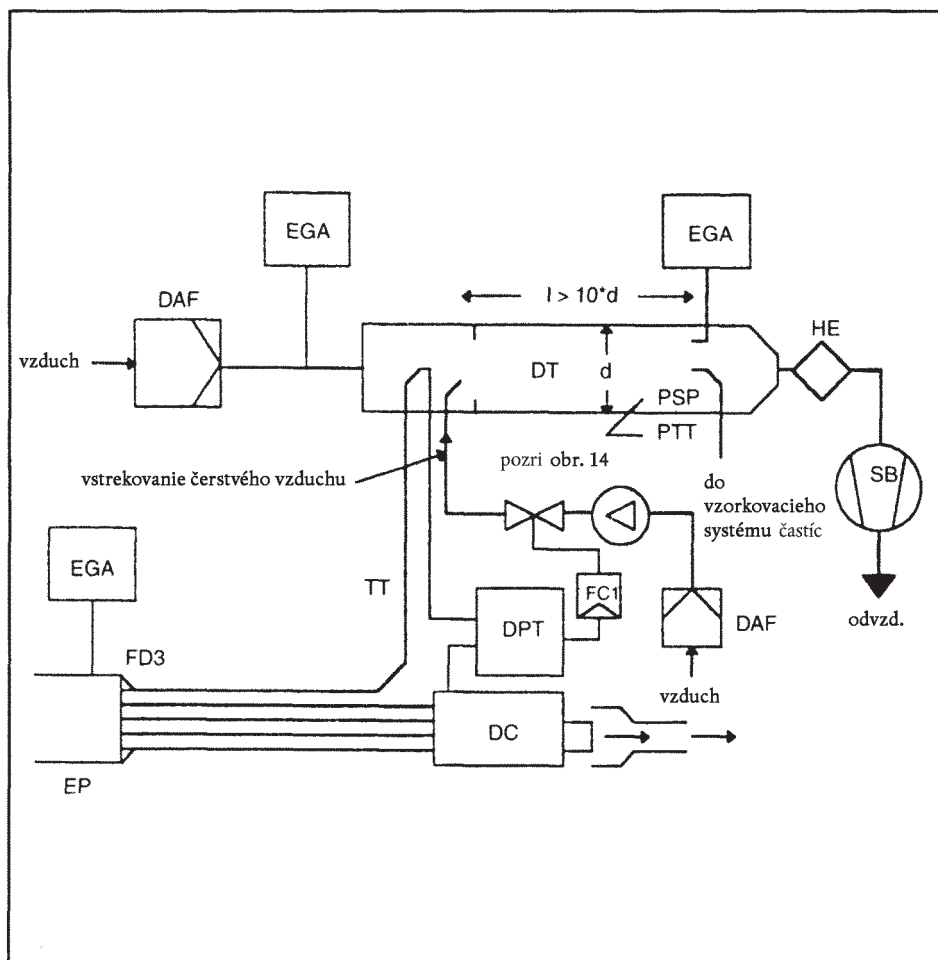 EGA
EGA
DAF
l > 10*d
HE
vzduch
DT
d
PSP
PTT
SB
vstrekovanie čerstvého vzduchu
pozri obr. 14
do
vzorkovacieho
systému častíc
EGA
TT
FC1
DPT
DAF
odvzd.
FD3
vzduch
DC
EP